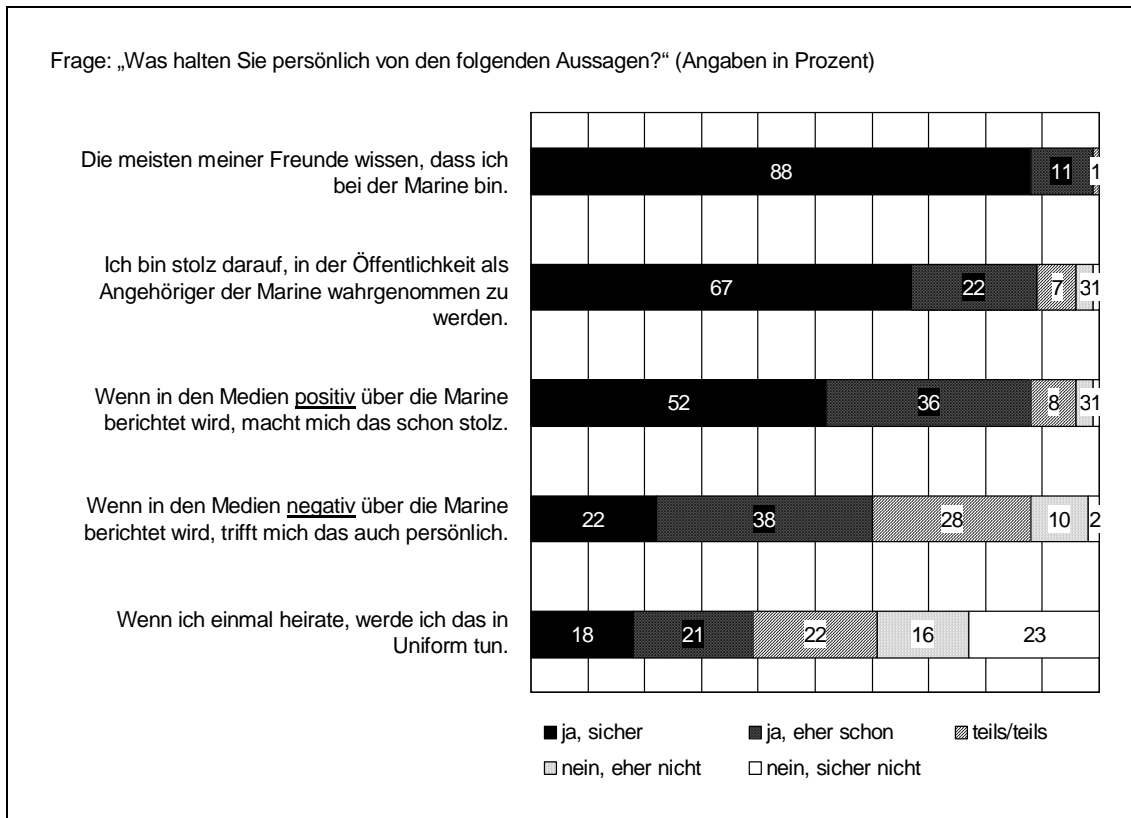 Frage: „Was halten Sie persönlich von den folgenden Aussagen?“ (Angaben in Prozent)
Die meisten meiner Freunde wissen, dass ich
bei der Marine bin.
88 11 1
Ich bin stolz darauf, in der Öffentlichkeit als
Angehöriger der Marine wahrgenommen zu
werden.
67 22 7 3 1
Wenn in den Medien positiv über die Marine
berichtet wird, macht mich das schon stolz.
52 36 8 3 1
Wenn in den Medien negativ über die Marine
berichtet wird, trifft mich das auch persönlich.
22 38 28 10 2
Wenn ich einmal heirate, werde ich das in
Uniform tun.
18 21 22 16 23
ja, sicher ja, eher schon teils/teils
nein, eher nicht nein, sicher nicht